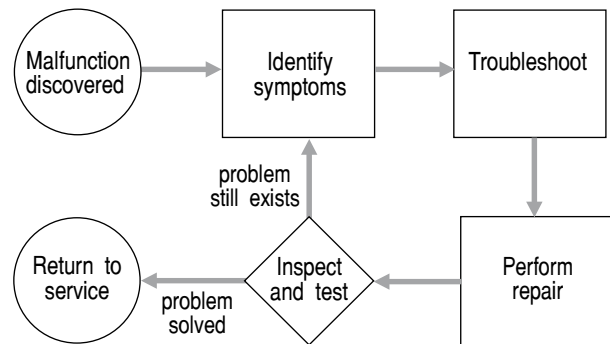 Malfunction
discovered
Identify
symptoms
Troubleshoot
problem
still exists
Return to
service
problem
solved
Inspect
and test
Perform
repair